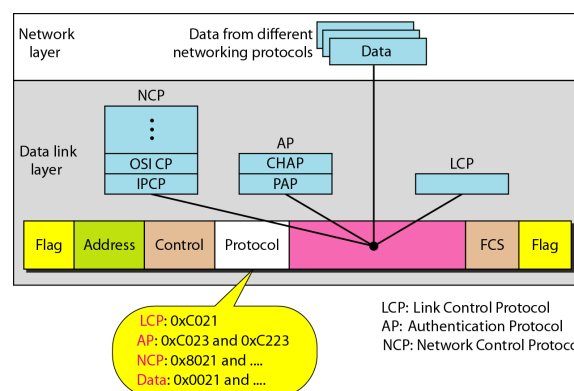 Network
layer
Data from different
networking protocols
Data
NCP
Data link
layer
OSI CP
IPCP
AP
CHAP
PAP
LCP
Flag Address Control Protocol FCS Flag
LCP: 0xC021
AP: 0xC023 and 0xC223
NCP: 0x8021 and ....
Data: 0x0021 and ....
LCP: Link Control Protocol
AP: Authentication Protocol
NCP: Network Control Protoc